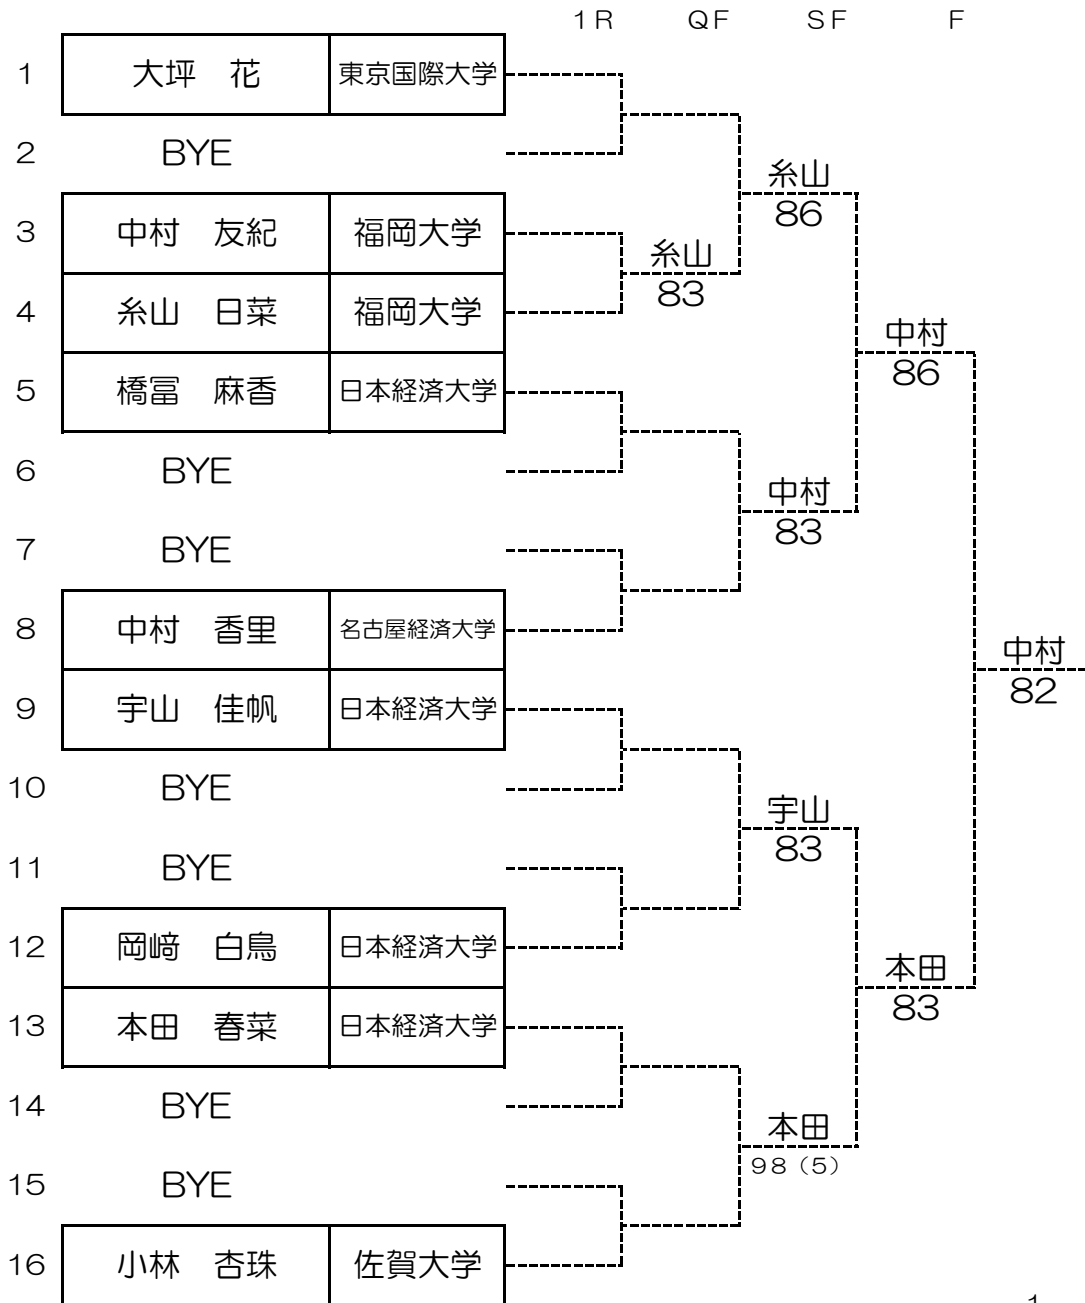 1R QF SF F
1 大坪 花 東京国際大学
2 BYE
糸山
86
3 中村 友紀 福岡大学
糸山
83
4 糸山 日菜 福岡大学
中村
86
5 橋冨 麻香 日本経済大学
6 BYE
中村
83
7 BYE
8 中村 香里 名古屋経済大学
中村
82
9 宇山 佳帆 日本経済大学
10 BYE
宇山
83
11 BYE
12 岡﨑 白鳥 日本経済大学
本田
83
13 本田 春菜 日本経済大学
14 BYE
本田
98（5）
15 BYE
16 小林 杏珠 佐賀大学
1